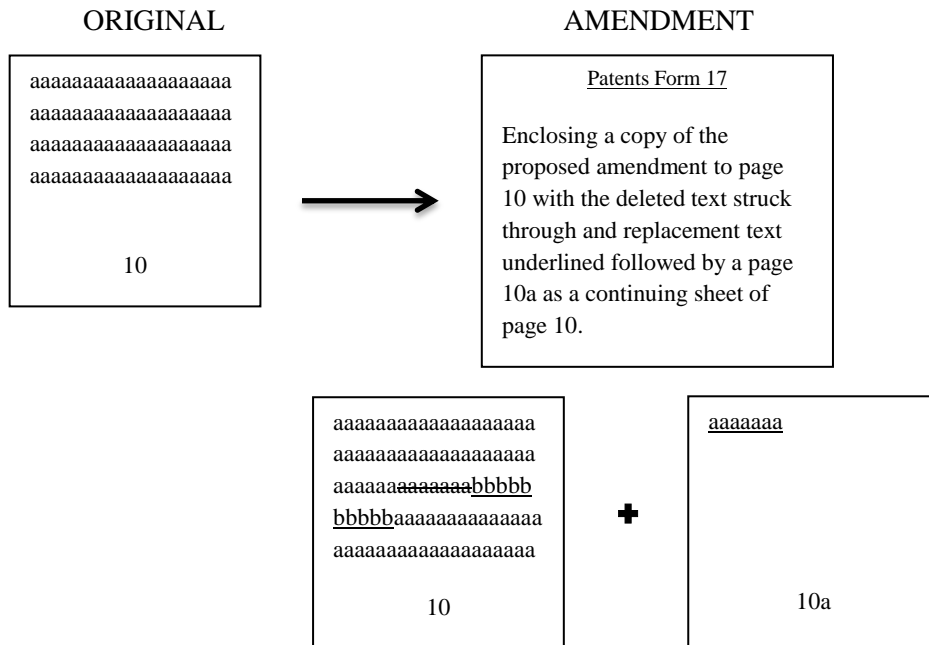 ORIGINAL
AMENDMENT
aaaaaaaaaaaaaaaaaaa
aaaaaaaaaaaaaaaaaaa
aaaaaaaaaaaaaaaaaaa
aaaaaaaaaaaaaaaaaaa
10
Patents Form 17
Enclosing a copy of the
proposed amendment to page
10 with the deleted text struck
through and replacement text
underlined followed by a page
10a as a continuing sheet of
page 10.
aaaaaaaaaaaaaaaaaaa
aaaaaaaaaaaaaaaaaaa
aaaaaaaaaaaaabbbbb
bbbbbaaaaaaaaaaaaaa
aaaaaaaaaaaaaaaaaaa
10
aaaaaaa
10a